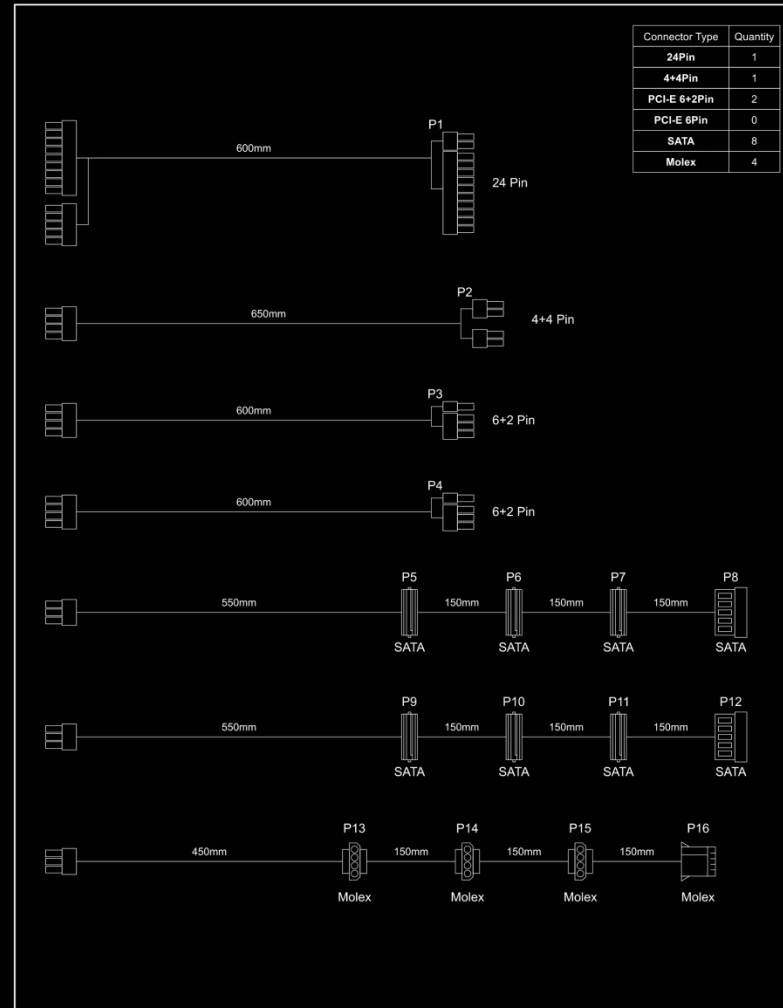 Connector Type Quantity
24Pin 1
4+4Pin 1
PCI-E 6+2Pin 2
PCI-E 6Pin 0
SATA 8
Molex 4
P1
600mm
24 Pin
P2
650mm
4+4 Pin
P3
600mm
6+2 Pin
P4
600mm
6+2 Pin
P5 P6 P7 P8
550mm 150mm 150mm 150mm
SATA SATA SATA SATA
P9 P10 P11 P12
550mm 150mm 150mm 150mm
SATA SATA SATA SATA
P13 P14 P15 P16
450mm 150mm 150mm 150mm
Molex Molex Molex Molex